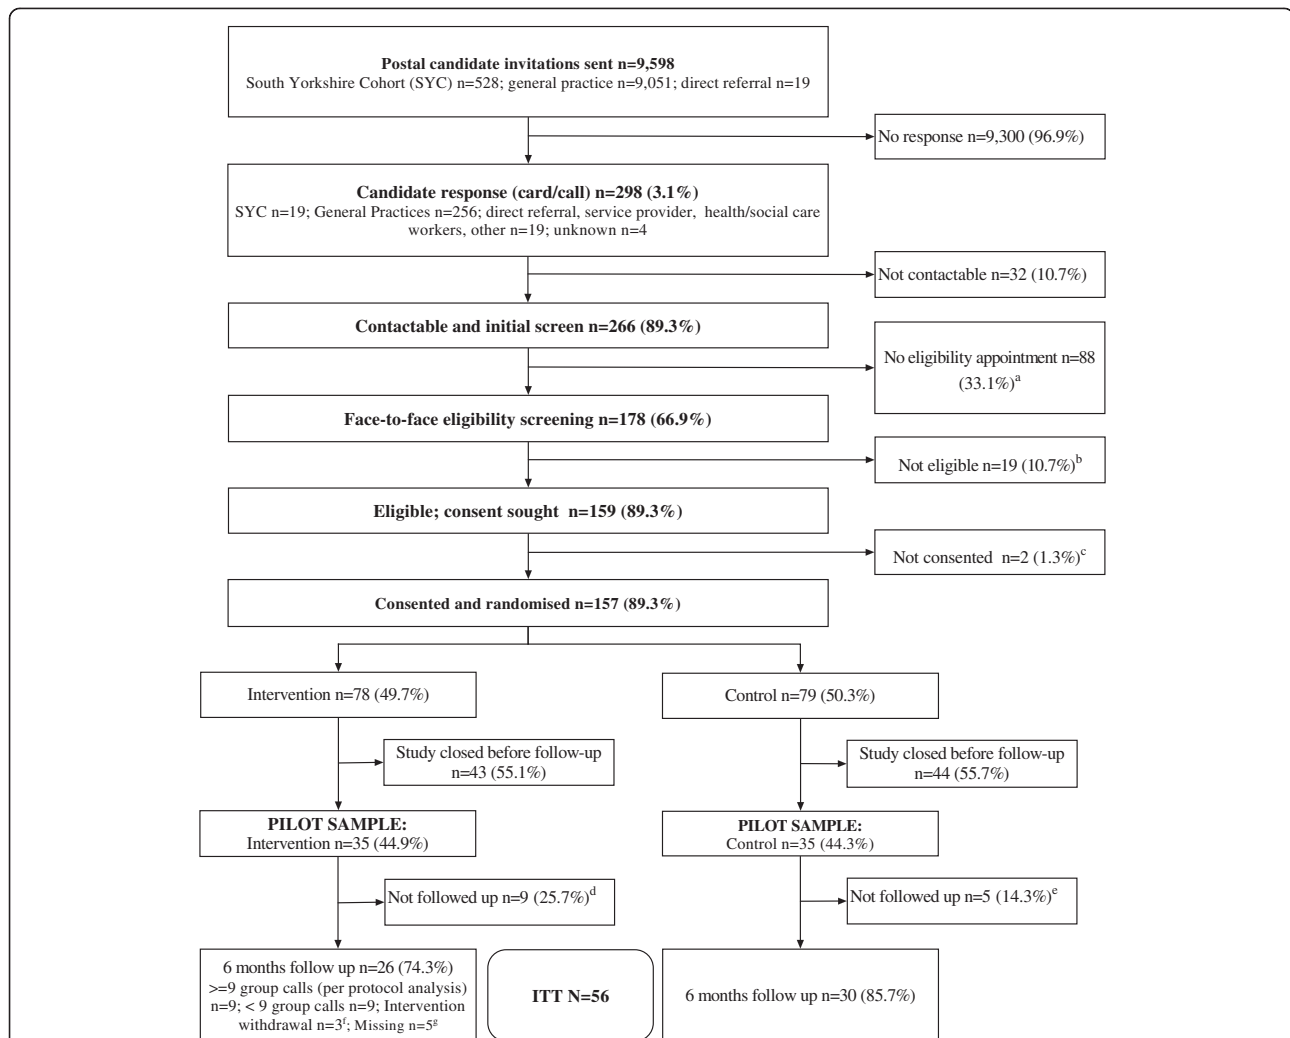 Postal candidate invitations sent n=9,598
South Yorkshire Cohort (SYC) n=528; general practice n=9,051; direct referral n=19
No response n=9,300 (96.9%)
Candidate response (card/call) n=298 (3.1%)
SYC n=19; General Practices n=256; direct referral, service provider, health/social care
workers, other n=19; unknown n=4
Not contactable n=32 (10.7%)
Contactable and initial screen n=266 (89.3%)
No eligibility appointment n=88
(33.1%)a
Face-to-face eligibility screening n=178 (66.9%)
Not eligible n=19 (10.7%)b
Eligible; consent sought n=159 (89.3%)
Not consented n=2 (1.3%)c
Consented and randomised n=157 (89.3%)
Intervention n=78 (49.7%)
Control n=79 (50.3%)
Study closed before follow-up
n=43 (55.1%)
Study closed before follow-up
n=44 (55.7%)
PILOT SAMPLE:
Intervention n=35 (44.9%)
PILOT SAMPLE:
Control n=35 (44.3%)
Not followed up n=9 (25.7%)d
Not followed up n=5 (14.3%)e
6 months follow up n=26 (74.3%)
>=9 group calls (per protocol analysis)
n=9; < 9 group calls n=9; Intervention
withdrawal n=3f; Missing n=5g
ITT N=56
6 months follow up n=30 (85.7%)